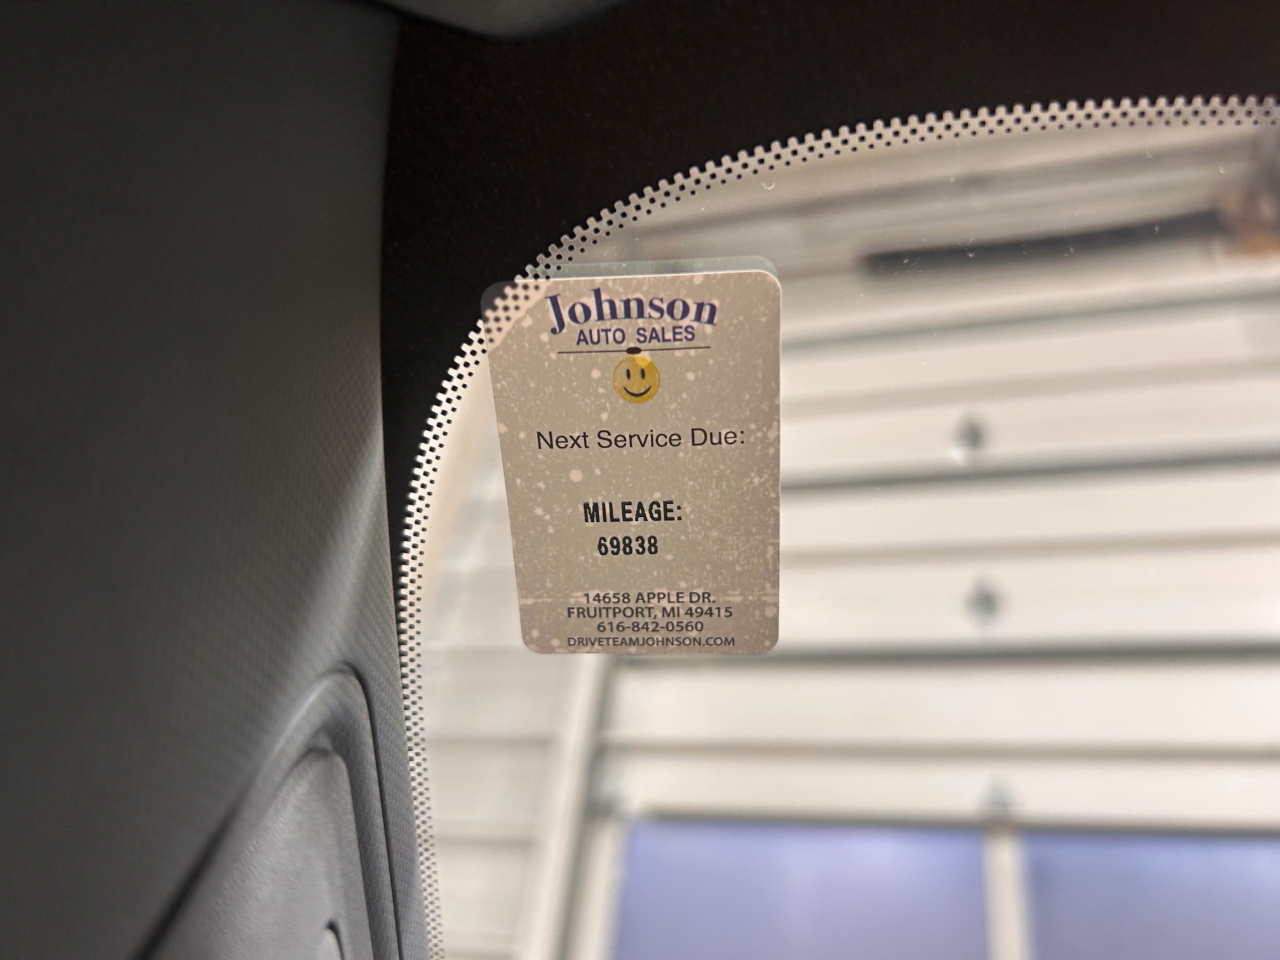 Johnson
AUTO SALES
Next Service Due:
MILEAGE:
69838
14658 APPLE DR.
FRUITPORT, MI 49415
616-842-0560
DRIVETEAMJOHNSON.COM